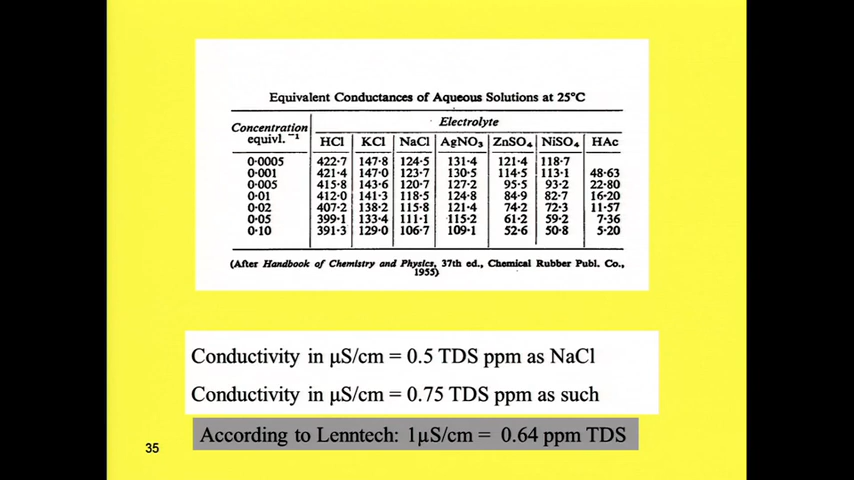 Equivalent Conductances of Aqueous Solutions at 25°C
Electrolyte
Concentration
equivl. ⁻¹
HCl KCl NaCl AgNO₃ ZnSO₄ NiSO₄ HAc
0·0005 422·7 147·8 124·5 131·4 121·4 118·7
0·001 421·4 147·0 123·7 130·5 114·5 113·1 48·63
0·005 415·8 143·6 120·7 127·2 95·5 93·2 22·80
0·01 412·0 141·3 118·5 124·8 84·9 82·7 16·20
0·02 407·2 138·2 115·8 121·4 74·2 72·3 11·57
0·05 399·1 133·4 111·1 115·2 61·2 59·2 7·36
0·10 391·3 129·0 106·7 109·1 52·6 50·8 5·20
(After Handbook of Chemistry and Physics, 37th ed., Chemical Rubber Publ. Co.,
1955)
Conductivity in μS/cm = 0.5 TDS ppm as NaCl
Conductivity in μS/cm = 0.75 TDS ppm as such
According to Lenntech: 1μS/cm = 0.64 ppm TDS
35